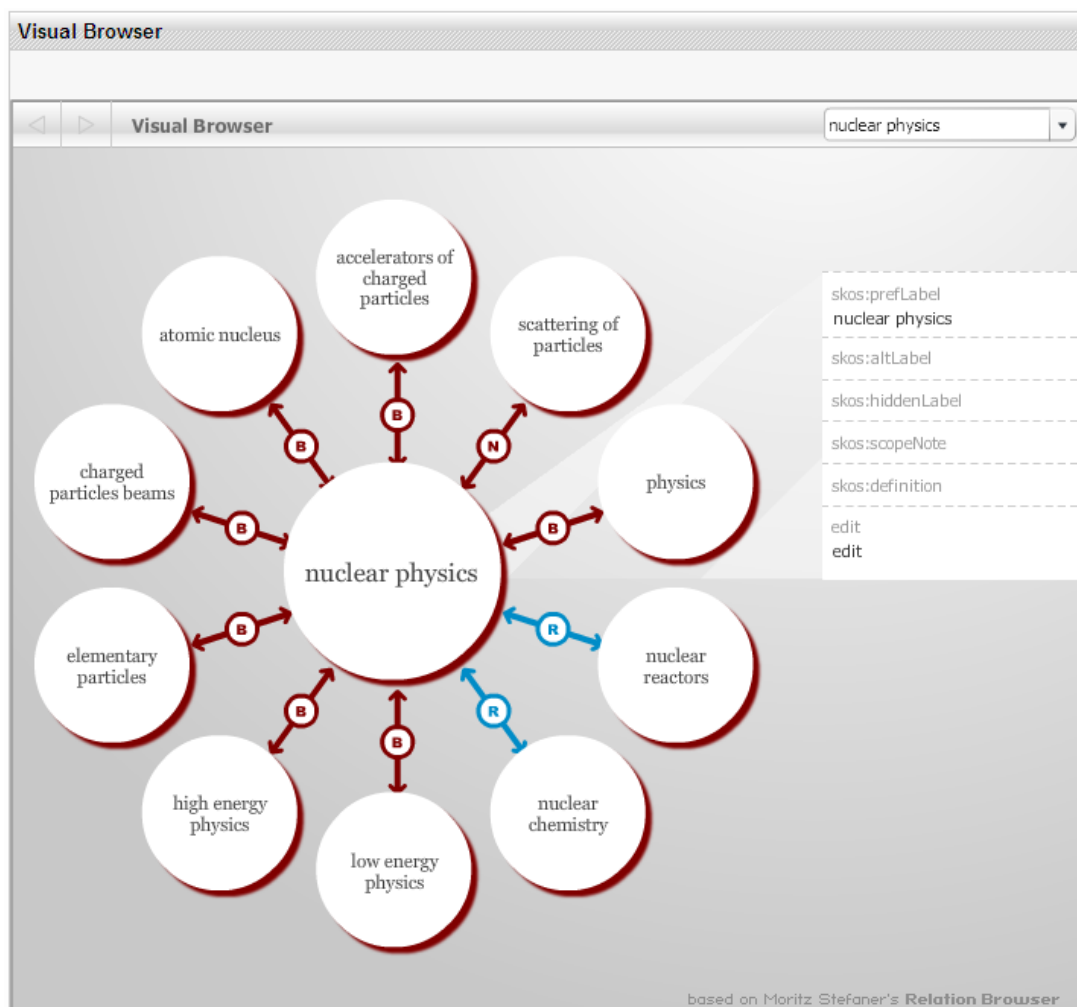 Visual Browser
Visual Browser
nuclear physics
accelerators of
charged
particles
atomic nucleus
scattering of
particles
B
B
N
charged
particles beams
physics
B
B
nuclear physics
elementary
particles
B
R
nuclear
reactors
B
R
B
high energy
physics
nuclear
chemistry
low energy
physics
skos:prefLabel
nuclear physics
skos:altLabel
skos:hiddenLabel
skos:scopeNote
skos:definition
edit
edit
based on Moritz Stefaner's Relation Browser